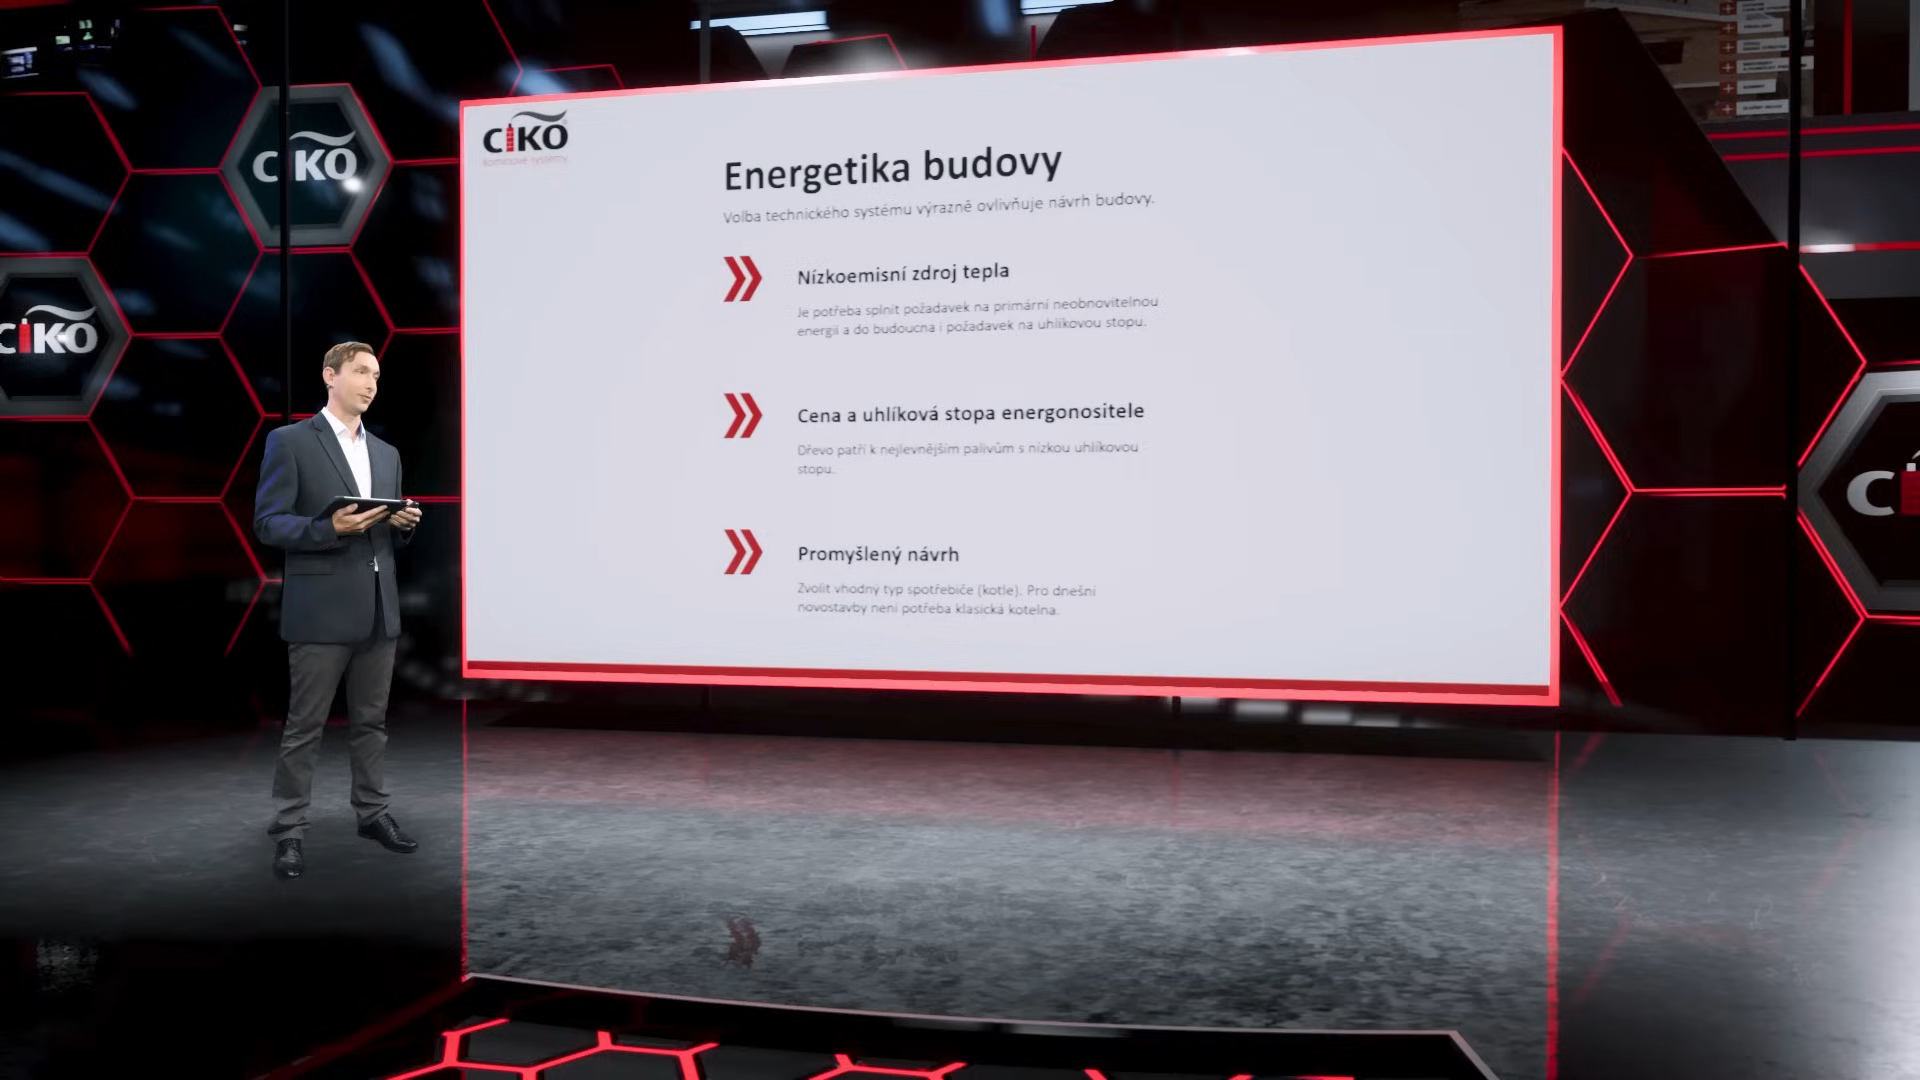 CIKO
CIKO
CIKO
komínové systémy
Energetika budovy
Volba technického systému výrazně ovlivňuje návrh budovy.
Nízkoemisní zdroj tepla
Je potřeba splnit požadavek na primární neobnovitelnou
energii a do budoucna i požadavek na uhlíkovou stopu.
Cena a uhlíková stopa energonositele
Dřevo patří k nejlevnějším palivům s nízkou uhlíkovou
stopu.
Promyšlený návrh
Zvolit vhodný typ spotřebiče (kotle). Pro dnešní
novostavby není potřeba klasická kotelna.